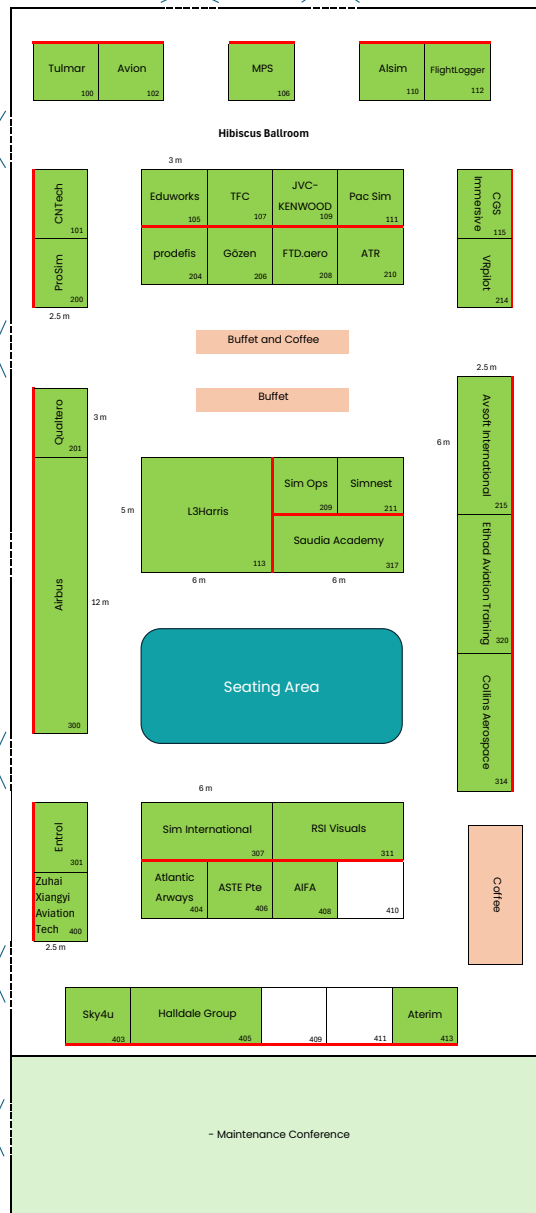 Tulmar
100
Avion
102
MPS
106
Alsim
110
FlightLogger
112
Hibiscus Ballroom
3 m
CNTech
101
ProSim
200
2.5 m
Eduworks
105
TFC
107
JVC-
KENWOOD
109
Pac Sim
111
prodefis
204
Gözen
206
FTD.aero
208
ATR
210
CGS
Immersive
115
VRpilot
214
Buffet and Coffee
Buffet
2.5 m
Qualtero
201
3 m
Airbus
300
12 m
5 m
L3Harris
113
Sim Ops
209
Simnest
211
Saudia Academy
317
6 m
6 m
6 m
Avsoft International
215
Etihad Aviation Training
320
Collins Aerospace
314
Seating Area
6 m
Entrol
301
Zuhai
Xiangyi
Aviation
Tech
400
2.5 m
Sim International
307
RSI Visuals
311
Atlantic
Arways
404
ASTE Pte
406
AIFA
408
410
Coffee
Sky4u
403
Halldale Group
405
409
411
Aterim
413
- Maintenance Conference